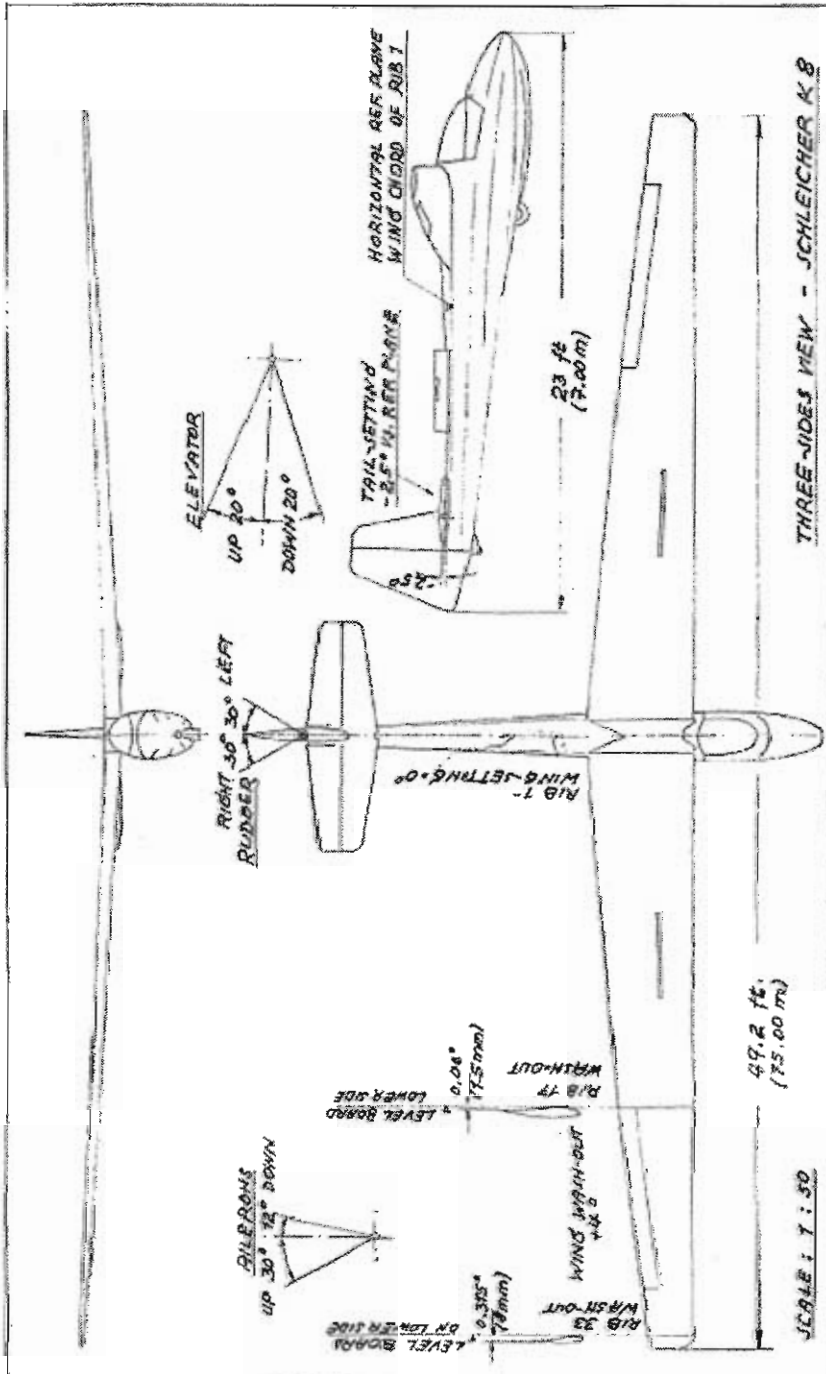 AILERONS
UP 30° 12° DOWN
RIGHT 30° 30° LEFT
RUDDER
ELEVATOR
UP 20°
DOWN 20°
LEVEL BOARD
ON LOWER SIDE
0.315"
(8mm)
RIB 33
WASH-OUT
WING WASH-OUT
LEVEL BOARD
LOWER SIDE
0.06"
(1.5mm)
RIB 17
WASH-OUT
RIB 1"
WING-SETTING = 0°
TAIL-SETTING
-2.5° V. REF. PLANE
-2.5°
HORIZONTAL REF. PLANE
WING CHORD OF RIB 1
23 ft
(7.00 m)
49.2 ft.
(15.00 m)
SCALE: 1:50
THREE-SIDES VIEW - SCHLEICHER K 8